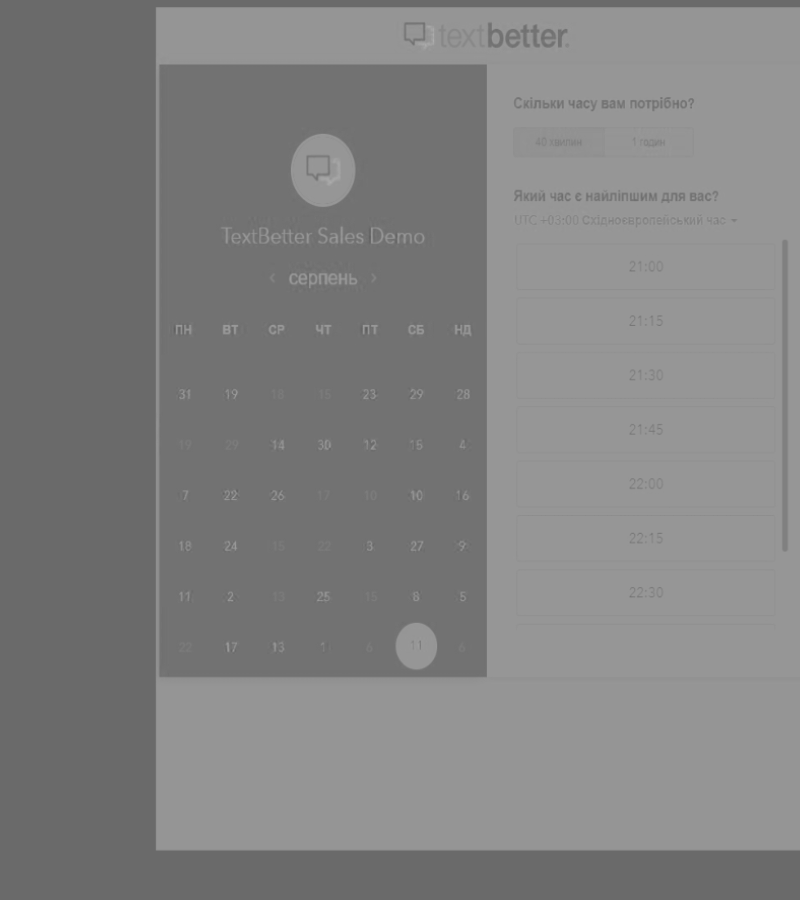 textbetter.
TextBetter Sales Demo
‹ серпень ›
ПН ВТ СР ЧТ ПТ СБ НД
31 19 18 15 23 29 28
19 29 14 30 12 15 4
7 22 26 17 10 10 16
18 24 15 22 3 27 9
11 2 13 25 15 8 5
22 17 13 1 6 11 6
Скільки часу вам потрібно?
40 хвилин 1 годин
Який час є найліпшим для вас?
UTC +03:00 Східноєвропейський час
21:00
21:15
21:30
21:45
22:00
22:15
22:30